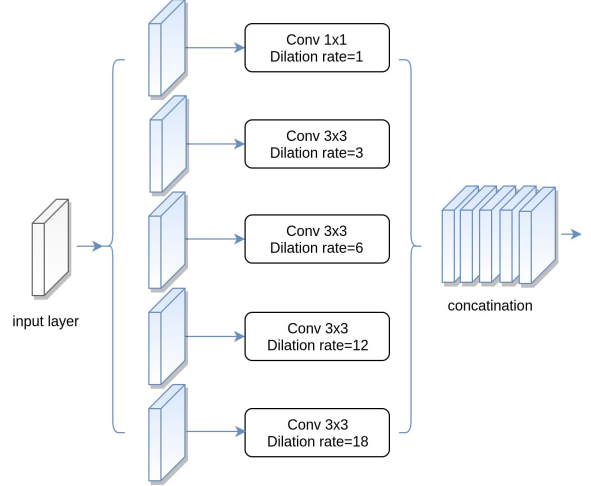 Conv 1x1
Dilation rate=1
Conv 3x3
Dilation rate=3
Conv 3x3
Dilation rate=6
Conv 3x3
Dilation rate=12
Conv 3x3
Dilation rate=18
input layer
concatination